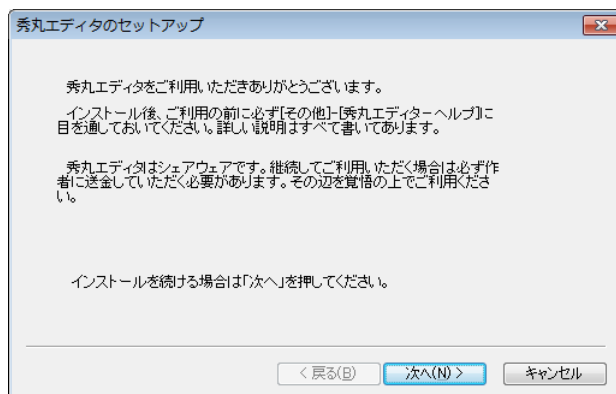 秀丸エディタのセットアップ
秀丸エディタをご利用いただきありがとうございます。
インストール後、ご利用の前に必ず[その他]-[秀丸エディターヘルプ]に
目を通しておいてください。詳しい説明はすべて書いてあります。
秀丸エディタはシェアウェアです。継続してご利用いただく場合は必ず作
者に送金していただく必要があります。その辺を覚悟の上でご利用くださ
い。
インストールを続ける場合は「次へ」を押してください。
< 戻る(B) 次へ(N) > キャンセル